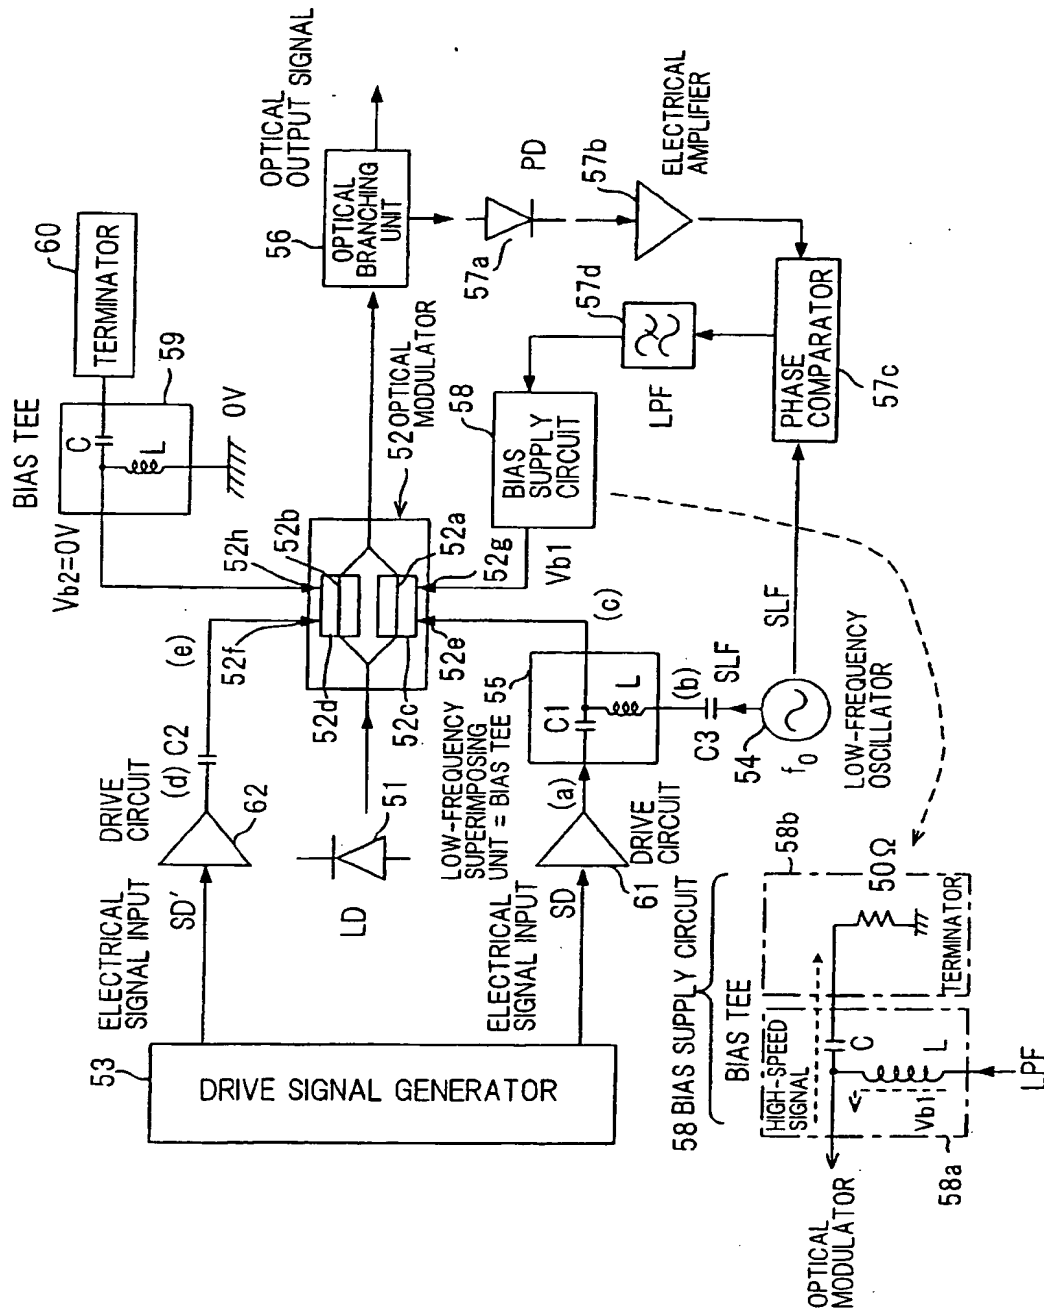 53
DRIVE SIGNAL GENERATOR
ELECTRICAL
SIGNAL INPUT
SD'
DRIVE
CIRCUIT
62
(d) C2
(e)
LD
51
ELECTRICAL
SIGNAL INPUT
SD
61
DRIVE CIRCUIT
(a)
LOW-FREQUENCY
SUPERIMPOSING
UNIT = BIAS TEE
55
C1
L
(b)
C3
SLF
54
f0
LOW-FREQUENCY
OSCILLATOR
(c)
52f
52d
52c
52e
52h
52b
52a
52g
52 OPTICAL
MODULATOR
Vb2=0V
BIAS TEE
C
L
59
0V
60
TERMINATOR
OPTICAL
OUTPUT SIGNAL
56
OPTICAL
BRANCHING
UNIT
57a
PD
57b
ELECTRICAL
AMPLIFIER
57d
LPF
58
BIAS
SUPPLY
CIRCUIT
Vb1
PHASE
COMPARATOR
57c
SLF
58 BIAS SUPPLY CIRCUIT
BIAS TEE
58b
HIGH-SPEED
SIGNAL
C
L
Vb1
50Ω
TERMINATOR
58a
LPF
OPTICAL
MODULATOR